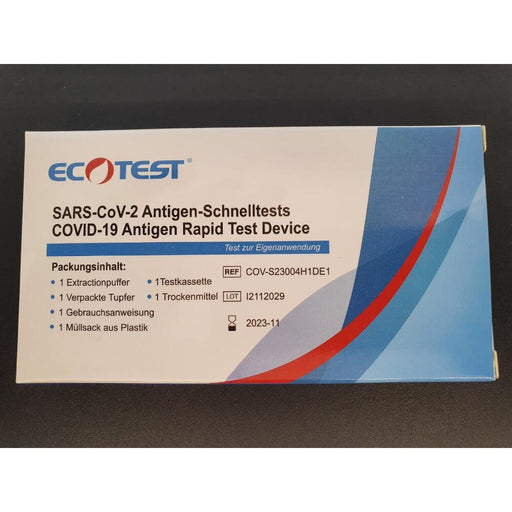 ECOTEST®
SARS-CoV-2 Antigen-Schnelltests
COVID-19 Antigen Rapid Test Device
Test zur Eigenanwendung
Packungsinhalt:
• 1 Extractionpuffer • 1Testkassette
• 1 Verpackte Tupfer • 1 Trockenmittel
• 1 Gebrauchsanweisung
• 1 Müllsack aus Plastik
REF COV-S23004H1DE1
LOT I2112029
2023-11